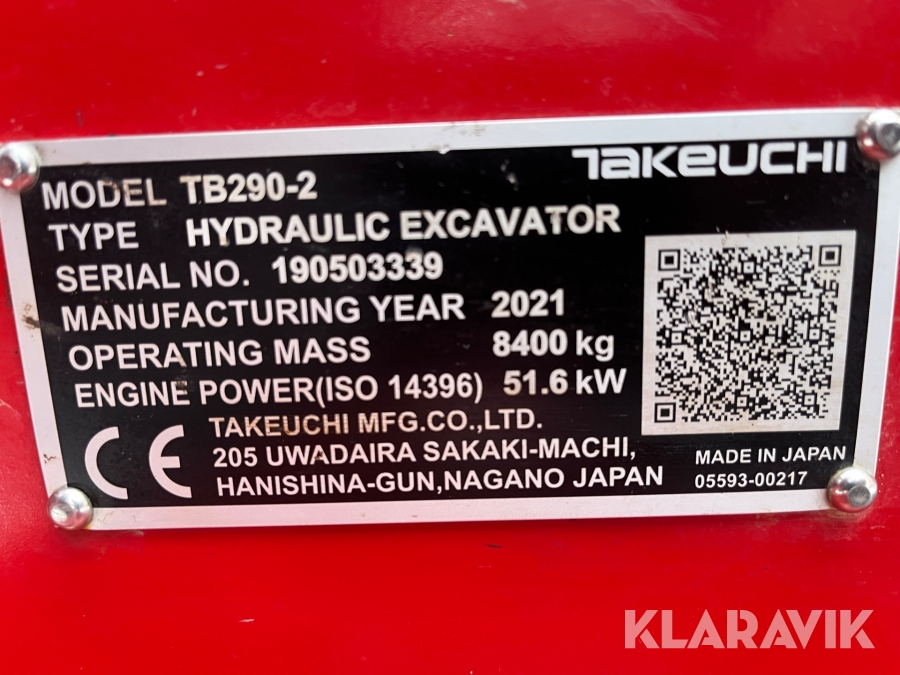 TAKEUCHI
MODEL TB290-2
TYPE HYDRAULIC EXCAVATOR
SERIAL NO. 190503339
MANUFACTURING YEAR 2021
OPERATING MASS 8400 kg
ENGINE POWER(ISO 14396) 51.6 kW
CE
TAKEUCHI MFG.CO.,LTD.
205 UWADAIRA SAKAKI-MACHI,
HANISHINA-GUN,NAGANO JAPAN
MADE IN JAPAN
05593-00217
KLARAVIK